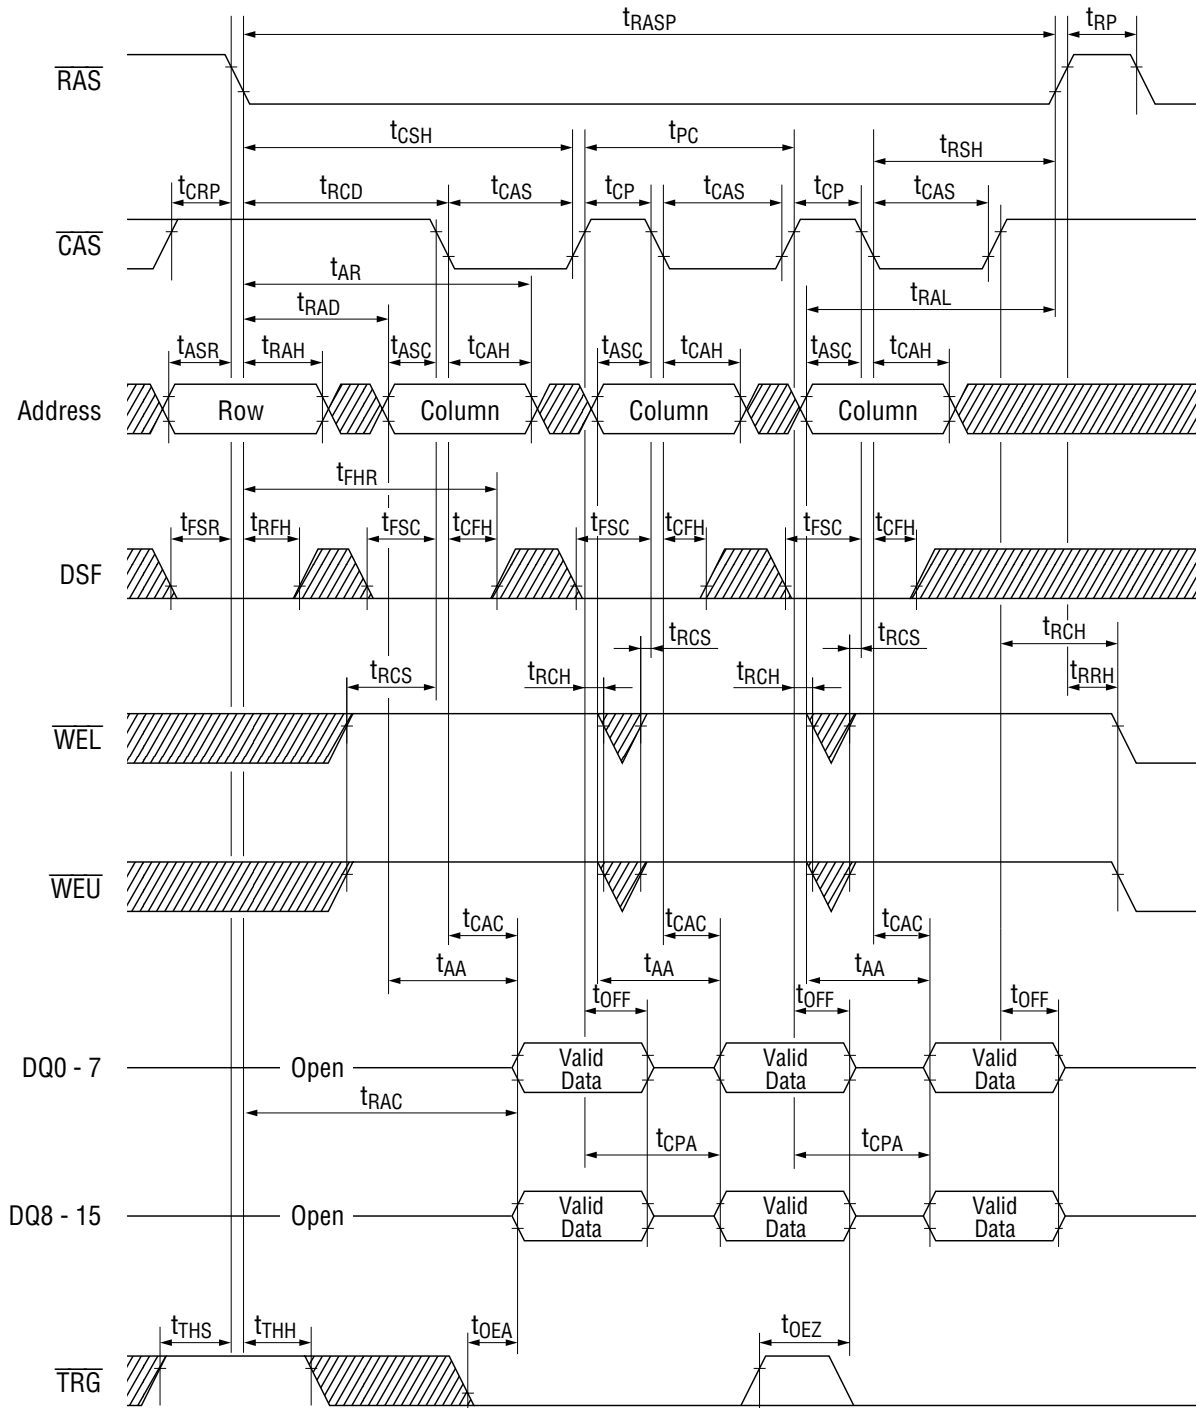 tRASP tRP
RAS
tCSH tPC tRSH
tCRP tRCD tCAS tCP tCAS tCP tCAS
CAS
tAR
tRAD tRAL
tASR tRAH tASC tCAH tASC tCAH tASC tCAH
Address Row Column Column Column
tFHR
tFSR tRFH tFSC tCFH tFSC tCFH tFSC tCFH
DSF
tRCS tRCS tRCH
tRCS tRCH tRCH tRRH
WEL
WEU
tCAC tCAC tCAC
tAA tAA tAA
tOFF tOFF tOFF
DQ0 - 7 Open Valid Data Valid Data Valid Data
tRAC
tCPA tCPA
DQ8 - 15 Open Valid Data Valid Data Valid Data
tTHS tTHH tOEA tOEZ
TRG